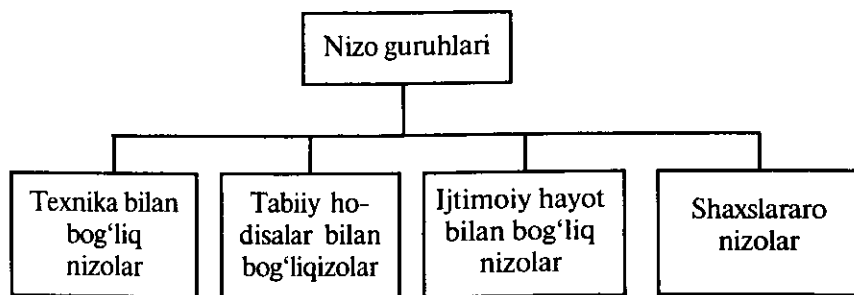 Nizo guruhlari
Texnika bilan
bog‘liq
nizolar
Tabiiy ho-
disalar bilan
bog‘liqizolar
Ijtimoiy hayot
bilan bog‘liq
nizolar
Shaxslararo
nizolar